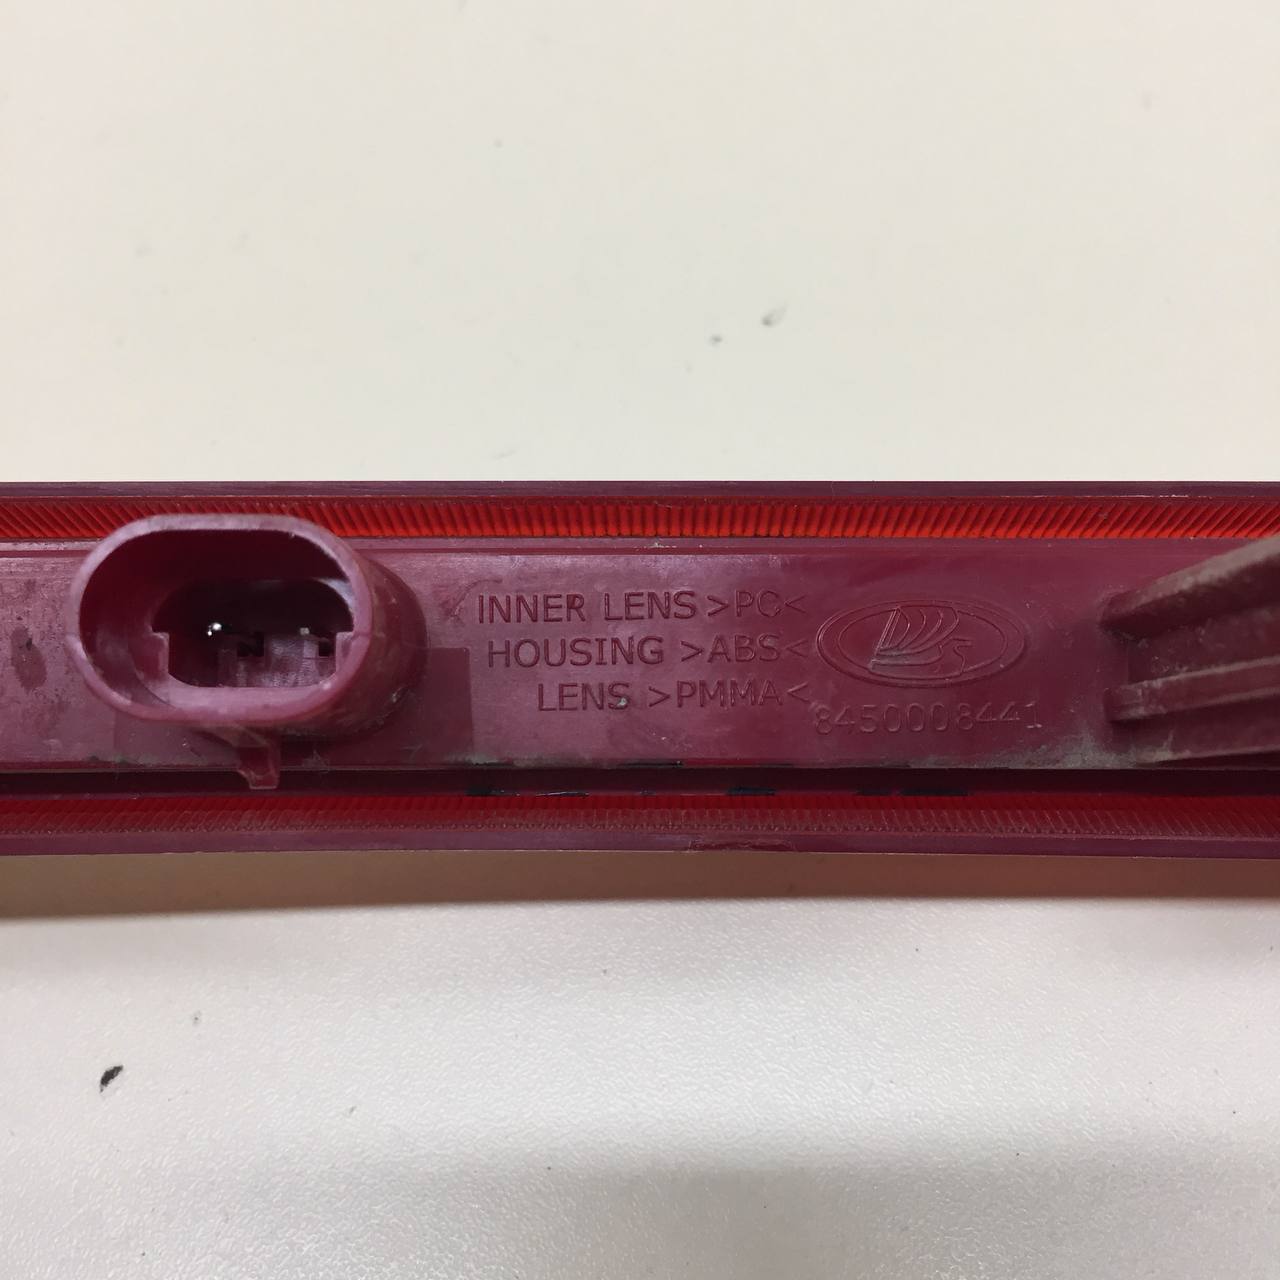 INNER LENS >PC<
HOUSING >ABS<
LENS >PMMA<
8450008441